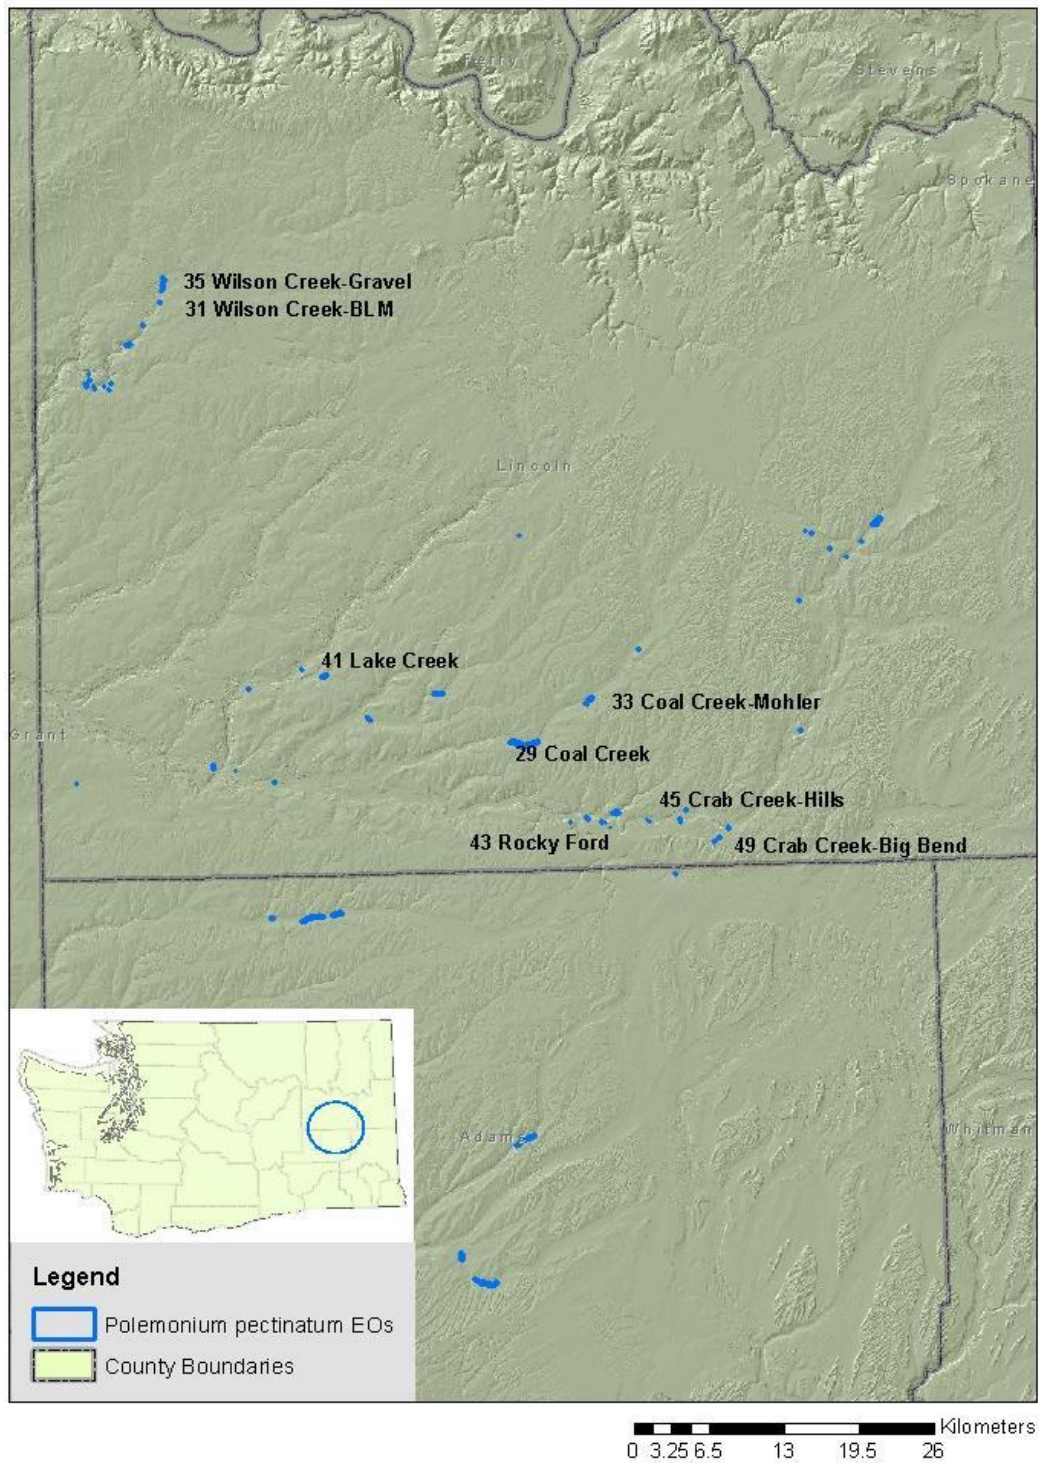 Ferry
Stevens
Spokane
35 Wilson Creek-Gravel
31 Wilson Creek-BLM
Lincoln
41 Lake Creek
33 Coal Creek-Mohler
Grant
29 Coal Creek
45 Crab Creek-Hills
43 Rocky Ford
49 Crab Creek-Big Bend
Adams
Whitman
Legend
Polemonium pectinatum EOs
County Boundaries
Kilometers
0 3.25 6.5 13 19.5 26